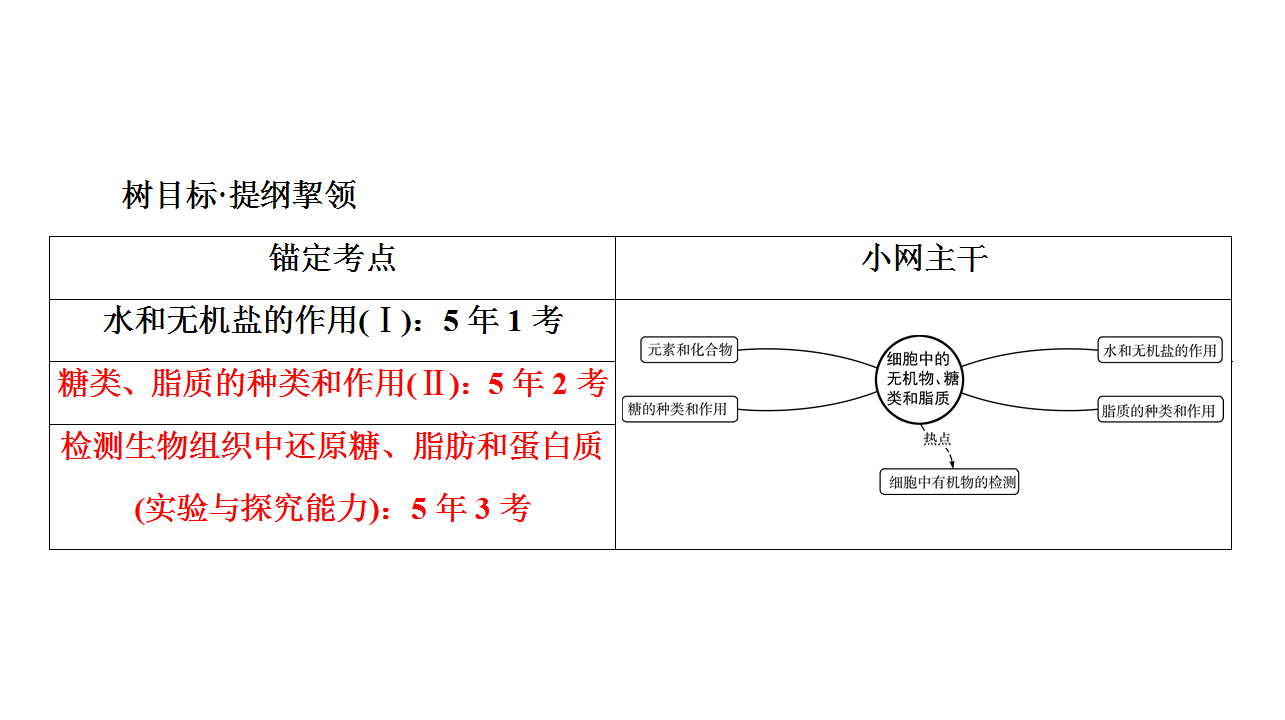 树目标·提纲挈领
锚定考点
小网主干
水和无机盐的作用(Ⅰ)：5 年 1 考
糖类、脂质的种类和作用(Ⅱ)：5 年 2 考
检测生物组织中还原糖、脂肪和蛋白质
(实验与探究能力)：5 年 3 考
元素和化合物
糖的种类和作用
细胞中的
无机物、糖
类和脂质
水和无机盐的作用
脂质的种类和作用
热点
细胞中有机物的检测